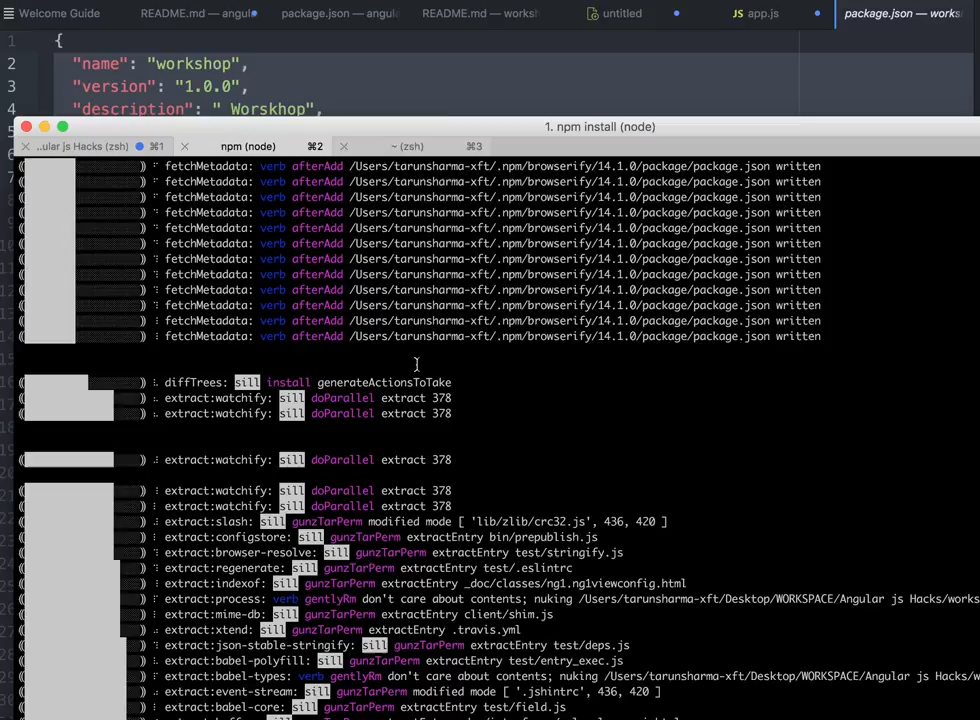 Welcome Guide README.md — angul package.json — angul README.md — worksh untitled JS app.js package.json — works
1 {
2 "name": "workshop",
3 "version": "1.0.0",
4 "description": " Worskhop",
1. npm install (node)
..ular js Hacks (zsh) ⌘1 npm (node) ⌘2 ~ (zsh) ⌘3
fetchMetadata: verb afterAdd /Users/tarunsharma-xft/.npm/browserify/14.1.0/package/package.json written
fetchMetadata: verb afterAdd /Users/tarunsharma-xft/.npm/browserify/14.1.0/package/package.json written
fetchMetadata: verb afterAdd /Users/tarunsharma-xft/.npm/browserify/14.1.0/package/package.json written
fetchMetadata: verb afterAdd /Users/tarunsharma-xft/.npm/browserify/14.1.0/package/package.json written
fetchMetadata: verb afterAdd /Users/tarunsharma-xft/.npm/browserify/14.1.0/package/package.json written
fetchMetadata: verb afterAdd /Users/tarunsharma-xft/.npm/browserify/14.1.0/package/package.json written
fetchMetadata: verb afterAdd /Users/tarunsharma-xft/.npm/browserify/14.1.0/package/package.json written
fetchMetadata: verb afterAdd /Users/tarunsharma-xft/.npm/browserify/14.1.0/package/package.json written
fetchMetadata: verb afterAdd /Users/tarunsharma-xft/.npm/browserify/14.1.0/package/package.json written
fetchMetadata: verb afterAdd /Users/tarunsharma-xft/.npm/browserify/14.1.0/package/package.json written
fetchMetadata: verb afterAdd /Users/tarunsharma-xft/.npm/browserify/14.1.0/package/package.json written
fetchMetadata: verb afterAdd /Users/tarunsharma-xft/.npm/browserify/14.1.0/package/package.json written
diffTrees: sill install generateActionsToTake
extract:watchify: sill doParallel extract 378
extract:watchify: sill doParallel extract 378
extract:watchify: sill doParallel extract 378
extract:watchify: sill doParallel extract 378
extract:watchify: sill doParallel extract 378
extract:slash: sill gunzTarPerm modified mode [ 'lib/zlib/crc32.js', 436, 420 ]
extract:configstore: sill gunzTarPerm extractEntry bin/prepublish.js
extract:browser-resolve: sill gunzTarPerm extractEntry test/stringify.js
extract:regenerate: sill gunzTarPerm extractEntry test/.eslintrc
extract:indexof: sill gunzTarPerm extractEntry _doc/classes/ng1.ng1viewconfig.html
extract:process: verb gentlyRm don't care about contents; nuking /Users/tarunsharma-xft/Desktop/WORKSPACE/Angular js Hacks/works
extract:mime-db: sill gunzTarPerm extractEntry client/shim.js
extract:xtend: sill gunzTarPerm extractEntry .travis.yml
extract:json-stable-stringify: sill gunzTarPerm extractEntry test/deps.js
extract:babel-polyfill: sill gunzTarPerm extractEntry test/entry_exec.js
extract:babel-types: verb gentlyRm don't care about contents; nuking /Users/tarunsharma-xft/Desktop/WORKSPACE/Angular js Hacks/w
extract:event-stream: sill gunzTarPerm modified mode [ '.jshintrc', 436, 420 ]
extract:babel-core: sill gunzTarPerm extractEntry test/field.js